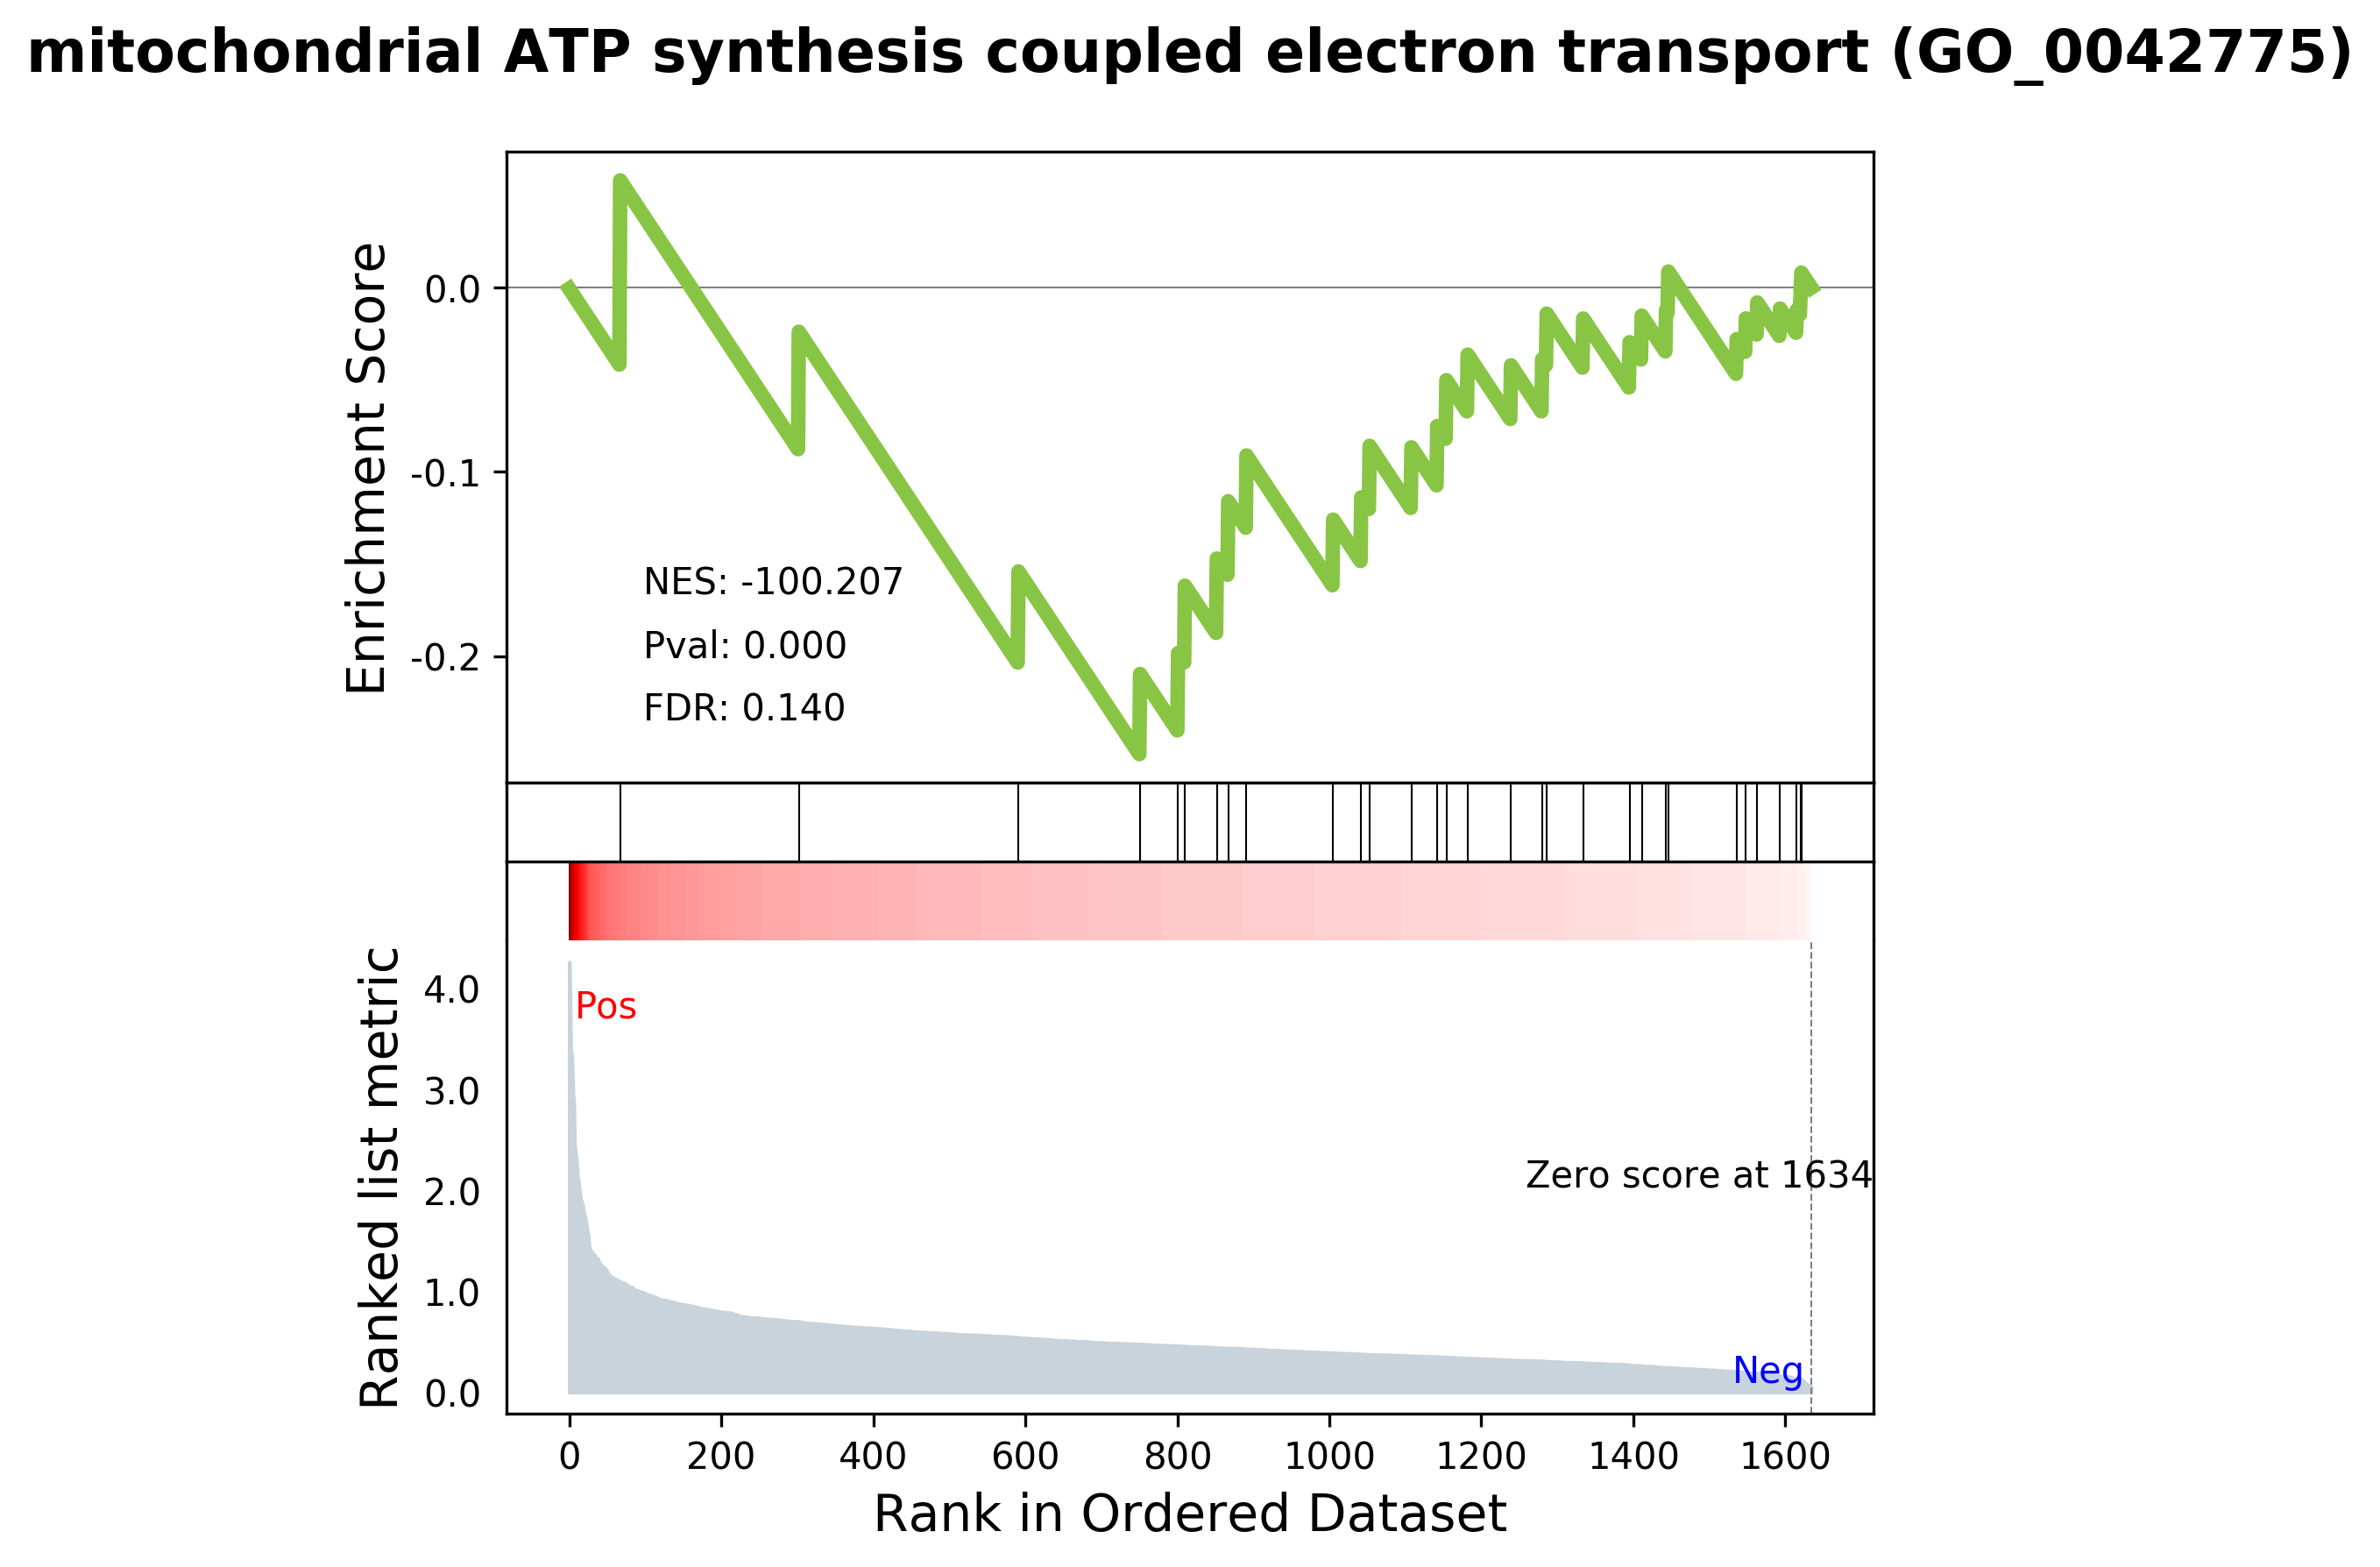 mitochondrial ATP synthesis coupled electron transport (GO_0042775)
Enrichment Score
0.0
-0.1
-0.2
NES: -100.207
Pval: 0.000
FDR: 0.140
Ranked list metric
4.0
3.0
2.0
1.0
0.0
Pos
Zero score at 1634
Neg
0 200 400 600 800 1000 1200 1400 1600
Rank in Ordered Dataset